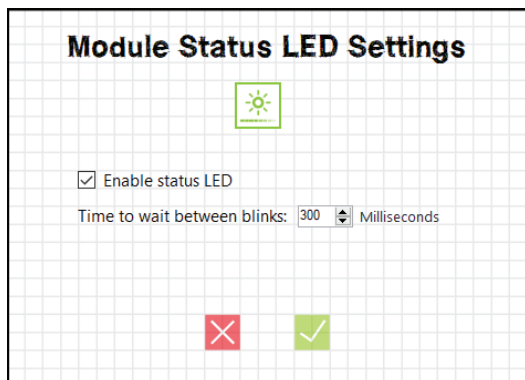 Module Status LED Settings
Enable status LED
Time to wait between blinks: 300 Milliseconds